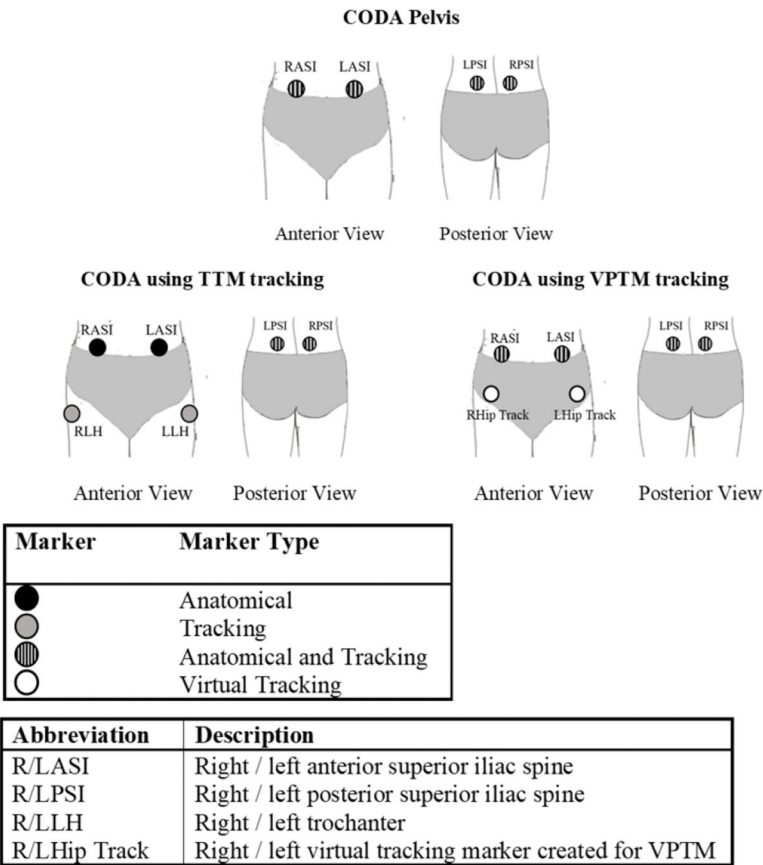 CODA Pelvis
RASI LASI LPSI RPSI
Anterior View Posterior View
CODA using TTM tracking CODA using VPTM tracking
RASI LASI LPSI RPSI RASI LASI LPSI RPSI
RLH LLH RHip Track LHip Track
Anterior View Posterior View Anterior View Posterior View
Marker Marker Type
Anatomical
Tracking
Anatomical and Tracking
Virtual Tracking
Abbreviation Description
R/LASI Right / left anterior superior iliac spine
R/LPSI Right / left posterior superior iliac spine
R/LLH Right / left trochanter
R/LHip Track Right / left virtual tracking marker created for VPTM